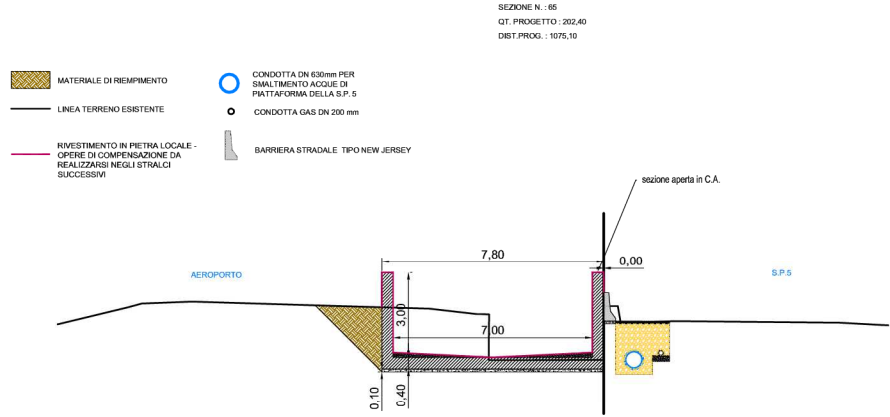 SEZIONE N. : 65
QT. PROGETTO : 202,40
DIST.PROG. : 1075,10
MATERIALE DI RIEMPIMENTO
LINEA TERRENO ESISTENTE
RIVESTIMENTO IN PIETRA LOCALE -
OPERE DI COMPENSAZIONE DA
REALIZZARSI NEGLI STRALCI
SUCCESSIVI
CONDOTTA DN 630mm PER
SMALTIMENTO ACQUE DI
PIATTAFORMA DELLA S.P. 5
CONDOTTA GAS DN 200 mm
BARRIERA STRADALE TIPO NEW JERSEY
sezione aperta in C.A.
7,80
0,00
AEROPORTO
S.P.5
3,00
7,00
0,10
0,40